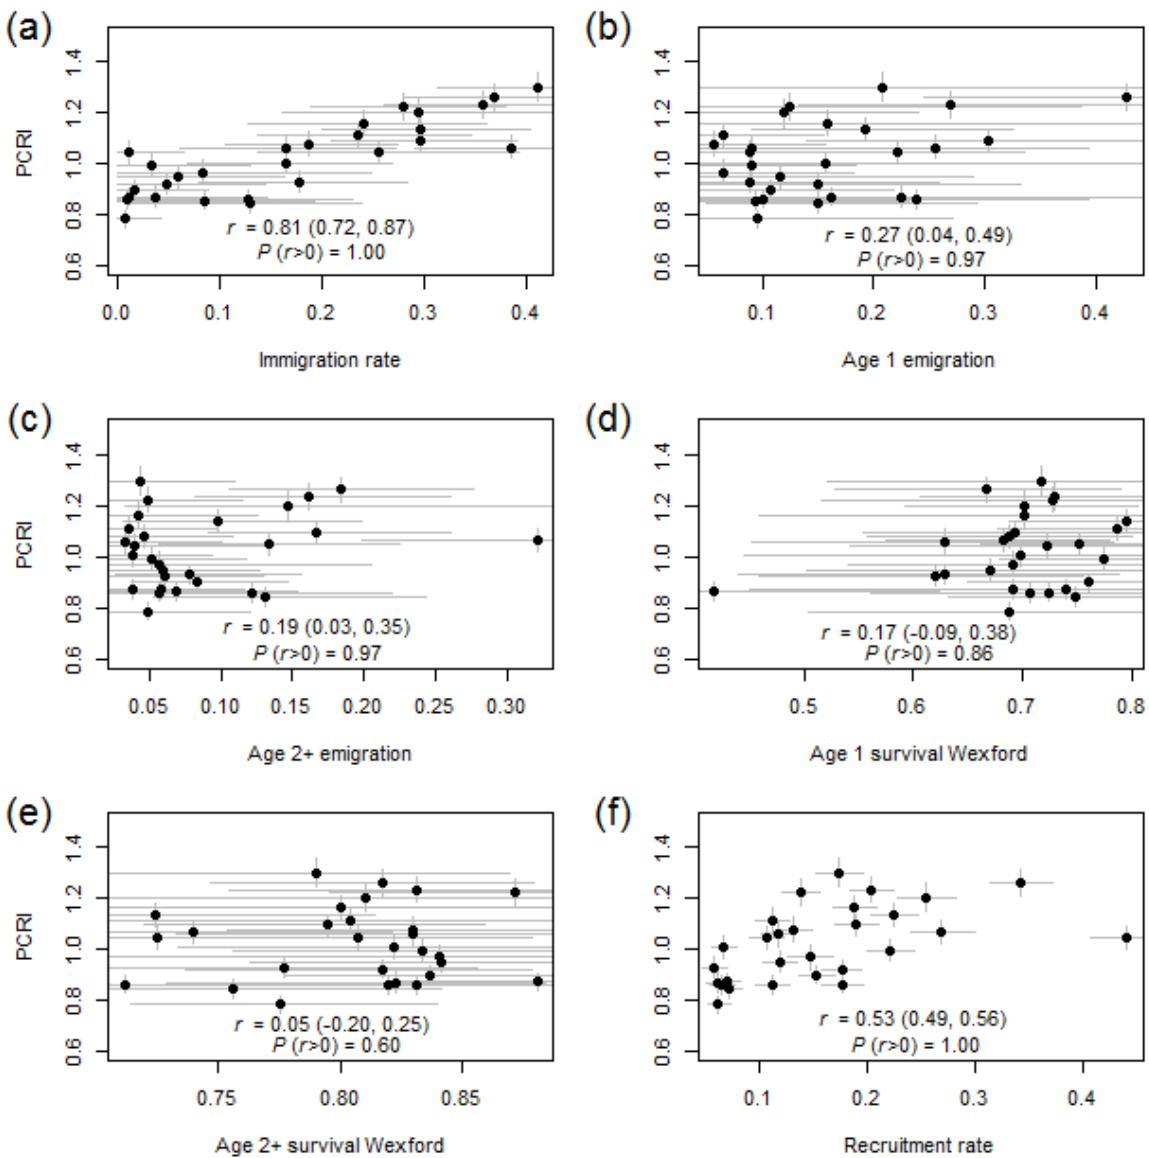 (a)
PCRI
0.6 0.8 1.0 1.2 1.4
r = 0.81 (0.72, 0.87)
P (r>0) = 1.00
0.0 0.1 0.2 0.3 0.4
Immigration rate
(b)
0.6 0.8 1.0 1.2 1.4
r = 0.27 (0.04, 0.49)
P (r>0) = 0.97
0.1 0.2 0.3 0.4
Age 1 emigration
(c)
PCRI
0.6 0.8 1.0 1.2 1.4
r = 0.19 (0.03, 0.35)
P (r>0) = 0.97
0.05 0.10 0.15 0.20 0.25 0.30
Age 2+ emigration
(d)
0.6 0.8 1.0 1.2 1.4
r = 0.17 (-0.09, 0.38)
P (r>0) = 0.86
0.5 0.6 0.7 0.8
Age 1 survival Wexford
(e)
PCRI
0.6 0.8 1.0 1.2 1.4
r = 0.05 (-0.20, 0.25)
P (r>0) = 0.60
0.75 0.80 0.85
Age 2+ survival Wexford
(f)
0.6 0.8 1.0 1.2 1.4
r = 0.53 (0.49, 0.56)
P (r>0) = 1.00
0.1 0.2 0.3 0.4
Recruitment rate